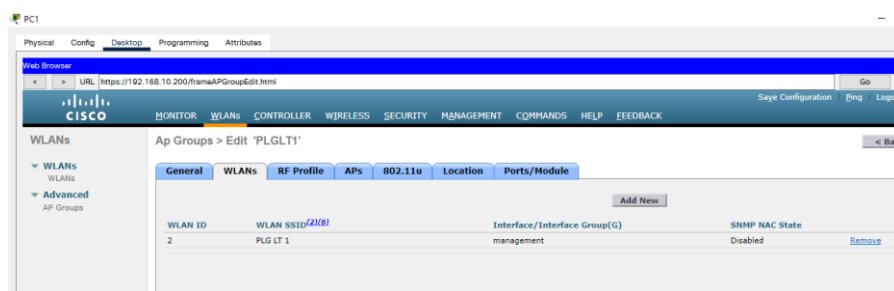 PC1
Physical Config Desktop Programming Attributes
Web Browser
< > URL https://192.168.10.200/frameAPGroupEdit.html Go
Save Configuration Ping Logo
CISCO MONITOR WLANs CONTROLLER WIRELESS SECURITY MANAGEMENT COMMANDS HELP FEEDBACK
WLANs Ap Groups > Edit 'PLGLT1' < Ba
WLANs General WLANs RF Profile APs 802.11u Location Ports/Module
WLANs
Advanced Add New
AP Groups
WLAN ID WLAN SSID(2)(6) Interface/Interface Group(G) SNMP NAC State
2 PLG LT 1 management Disabled Remove